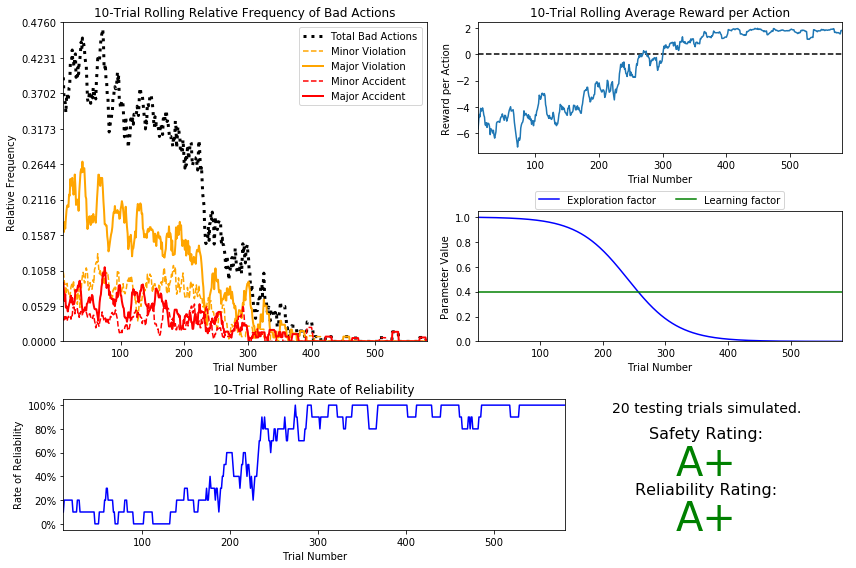 10-Trial Rolling Relative Frequency of Bad Actions
0.4760
0.4231
0.3702
0.3173
0.2644
0.2116
0.1587
0.1058
0.0529
0.0000
Relative Frequency
Total Bad Actions
Minor Violation
Major Violation
Minor Accident
Major Accident
100 200 300 400 500
Trial Number
10-Trial Rolling Average Reward per Action
2
0
−2
−4
−6
Reward per Action
100 200 300 400 500
Trial Number
Exploration factor Learning factor
1.0
0.8
0.6
0.4
0.2
0.0
Parameter Value
100 200 300 400 500
Trial Number
10-Trial Rolling Rate of Reliability
100%
80%
60%
40%
20%
0%
Rate of Reliability
100 200 300 400 500
Trial Number
20 testing trials simulated.
Safety Rating:
A+
Reliability Rating:
A+